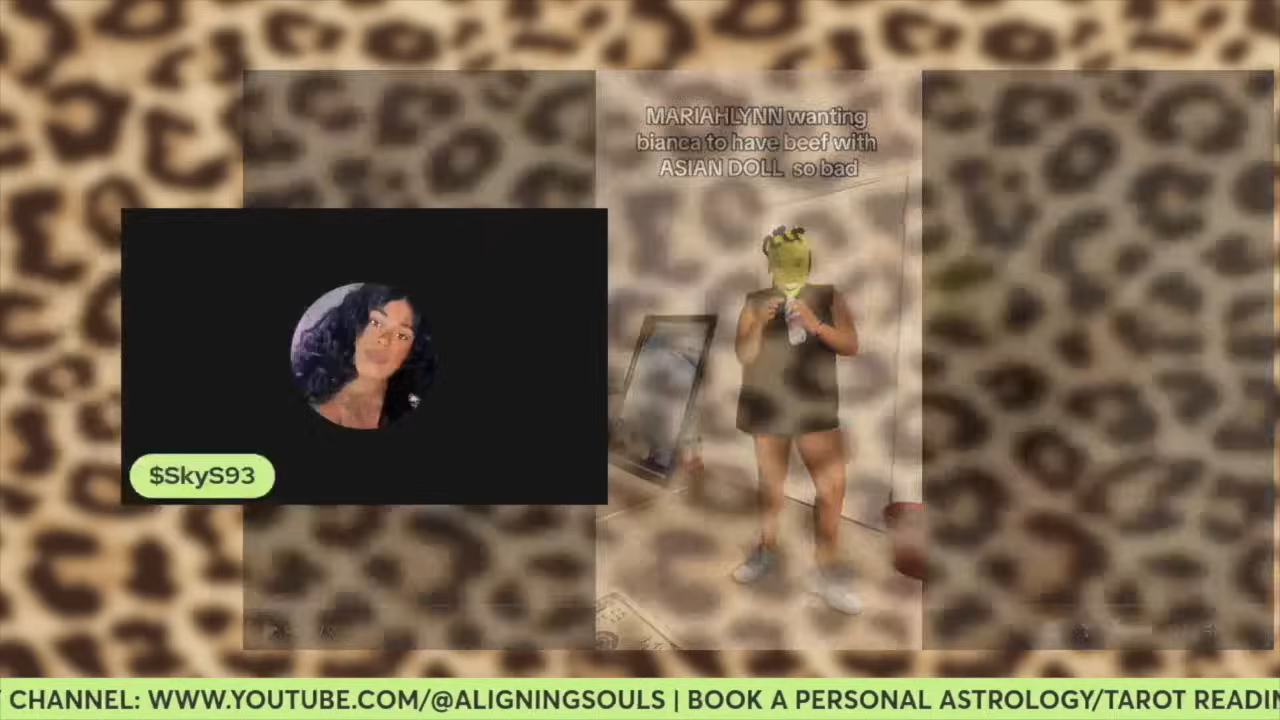 MARIAHLYNN wanting
bianca to have beef with
ASIAN DOLL so bad
$SkyS93
CHANNEL: WWW.YOUTUBE.COM/@ALIGNINGSOULS | BOOK A PERSONAL ASTROLOGY/TAROT